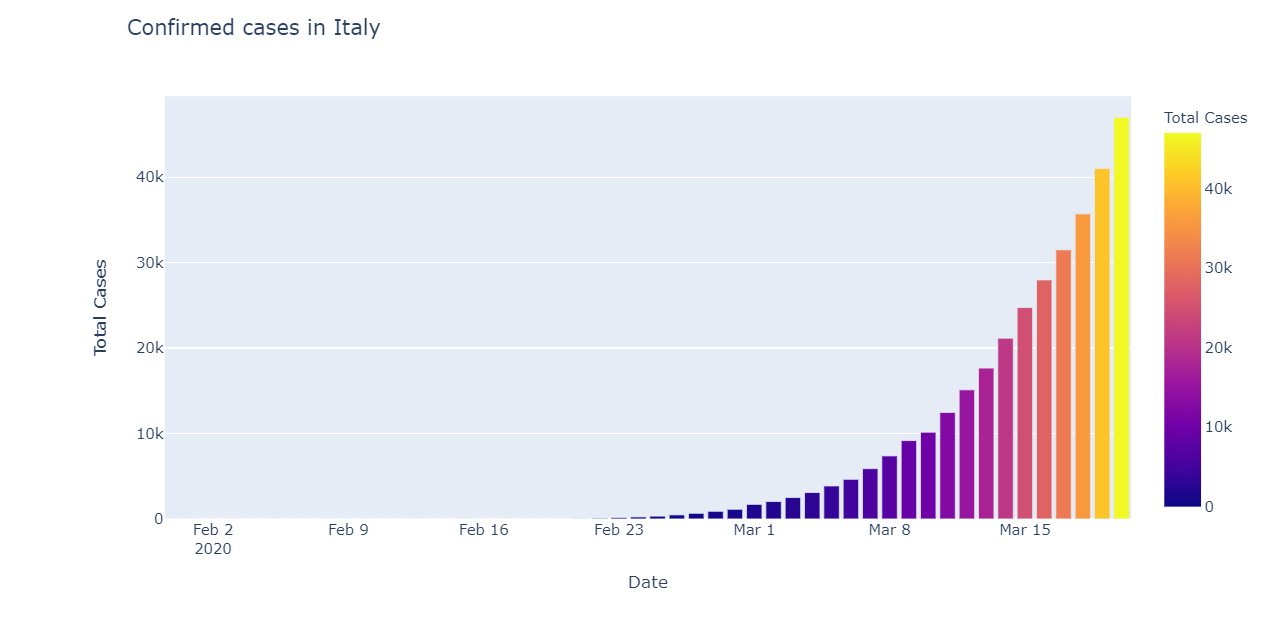 Confirmed cases in Italy
Total Cases
40k
30k
20k
10k
0
Total Cases
40k
30k
20k
10k
0
Feb 2
2020
Feb 9
Feb 16
Feb 23
Mar 1
Mar 8
Mar 15
Date